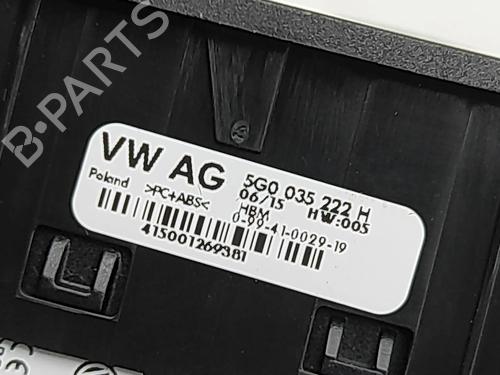 B-PARTS
VW AG 5G0 035 222 H
Poland >PC+ABS< 06/15 HW:005
HBM
0-99-41-0029-19
415001269381